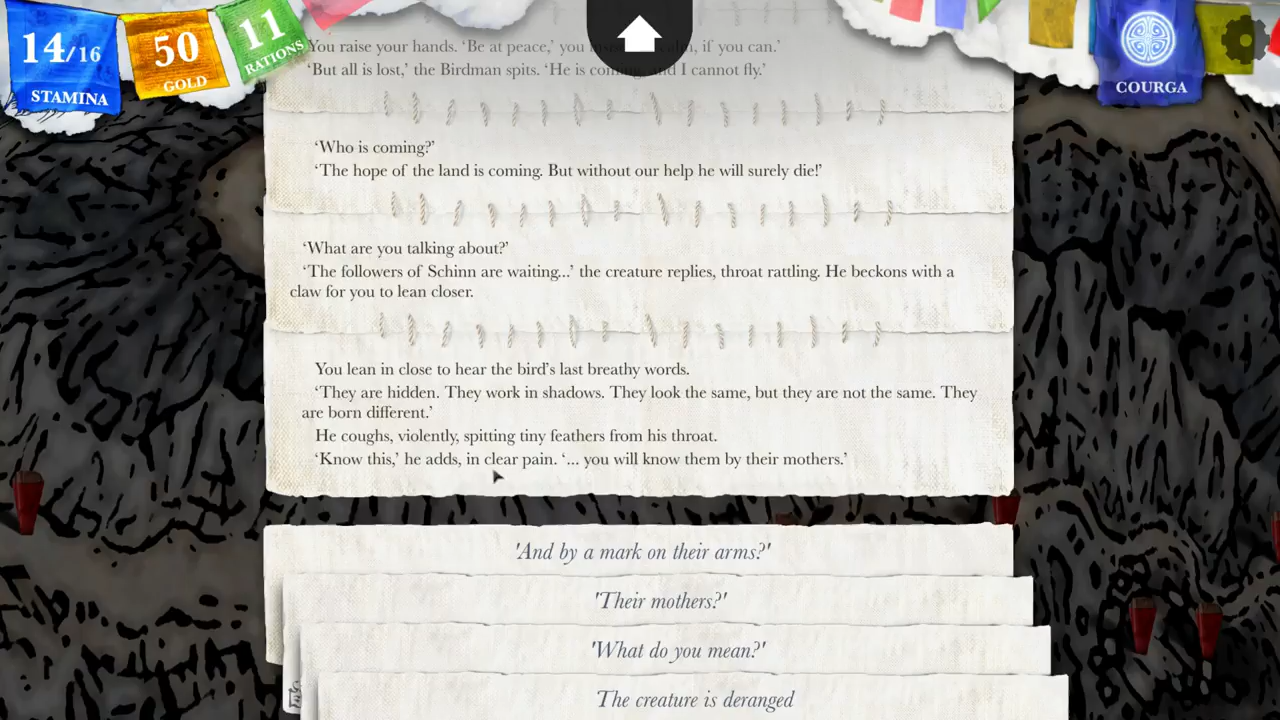 14/16
STAMINA
50
GOLD
11
RATIONS
COURGA
You raise your hands. ‘Be at peace,’ you if you can.’
‘But all is lost,’ the Birdman spits. ‘He is coming, and I cannot fly.’
‘Who is coming?’
‘The hope of the land is coming. But without our help he will surely die!’
‘What are you talking about?’
‘The followers of Schinn are waiting...’ the creature replies, throat rattling. He beckons with a
claw for you to lean closer.
You lean in close to hear the bird’s last breathy words.
‘They are hidden. They work in shadows. They look the same, but they are not the same. They
are born different.’
He coughs, violently, spitting tiny feathers from his throat.
‘Know this,’ he adds, in clear pain. ‘... you will know them by their mothers.’
'And by a mark on their arms?'
'Their mothers?'
'What do you mean?'
The creature is deranged